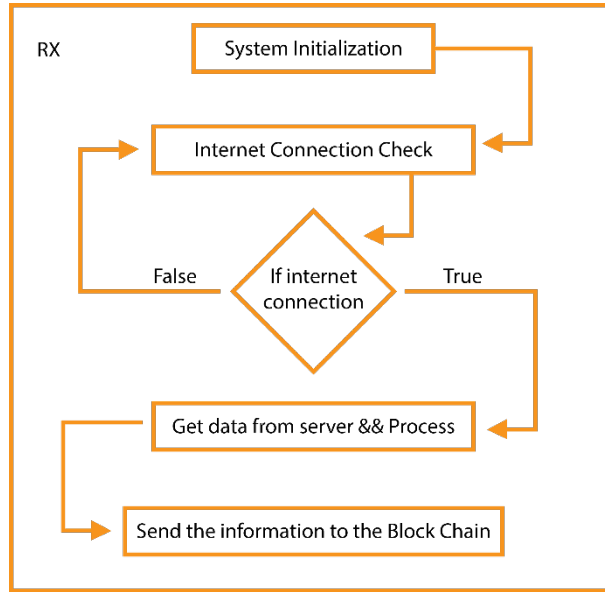 RX
System Initialization
Internet Connection Check
False
If internet
connection
True
Get data from server && Process
Send the information to the Block Chain